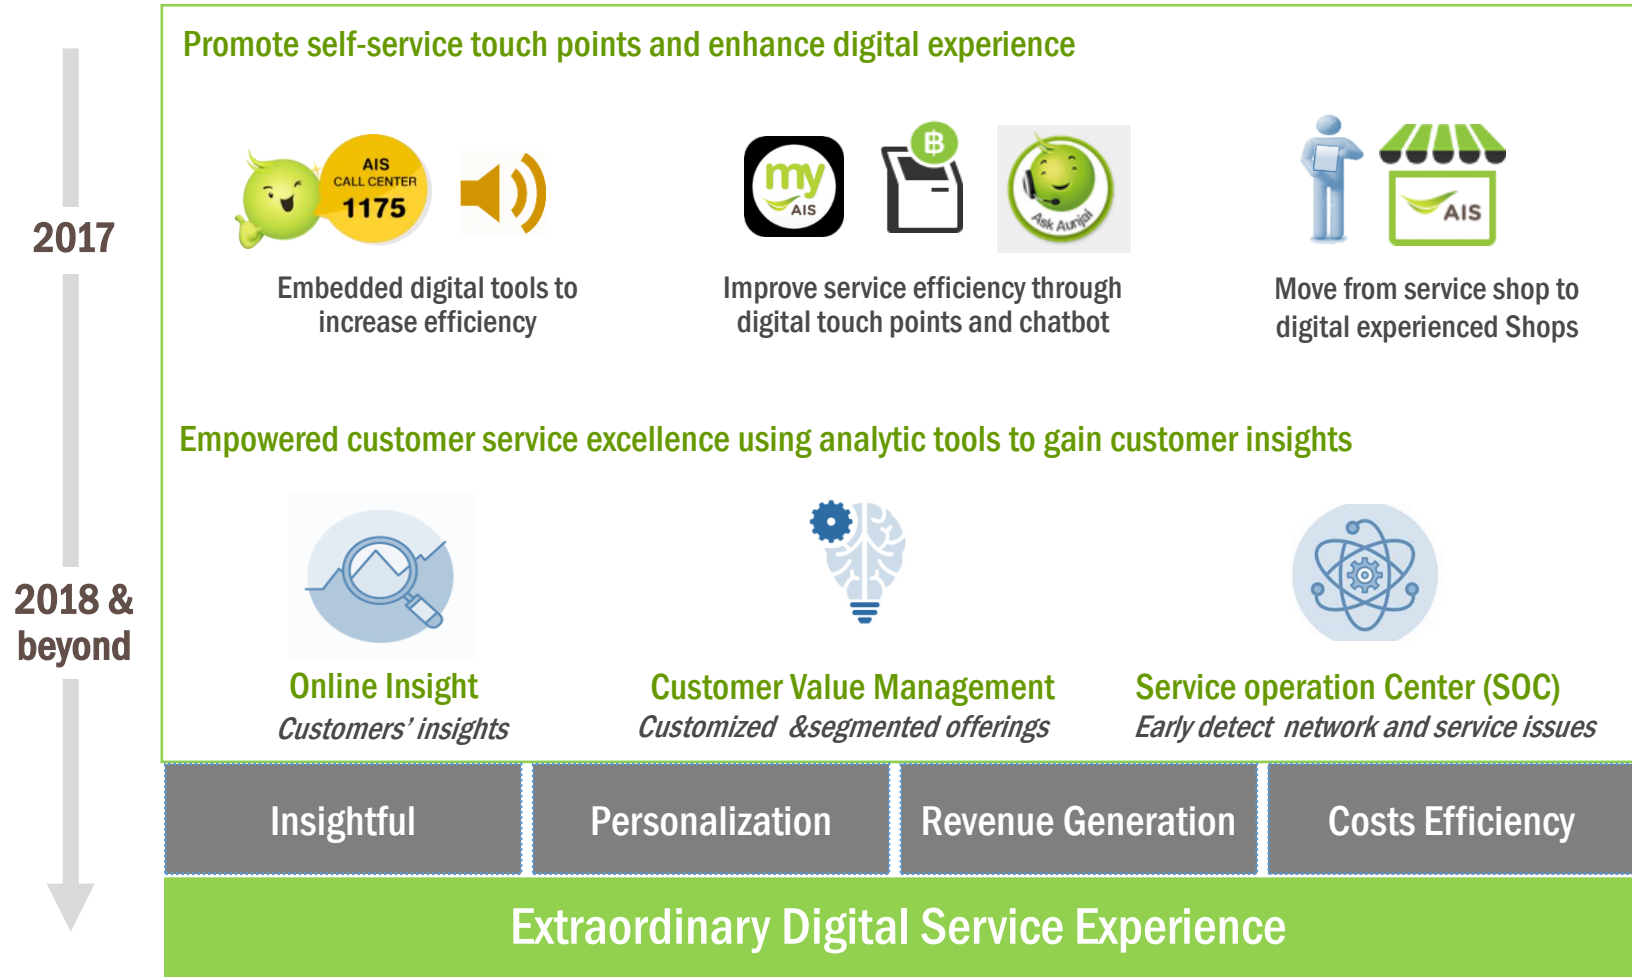 Promote self-service touch points and enhance digital experience
AIS
CALL CENTER
1175
my
AIS
฿
Ask Aunjai
AIS
2017
Embedded digital tools to
increase efficiency
Improve service efficiency through
digital touch points and chatbot
Move from service shop to
digital experienced Shops
Empowered customer service excellence using analytic tools to gain customer insights
2018 &
beyond
Online Insight
Customers' insights
Customer Value Management
Customized &segmented offerings
Service operation Center (SOC)
Early detect network and service issues
Insightful
Personalization
Revenue Generation
Costs Efficiency
Extraordinary Digital Service Experience